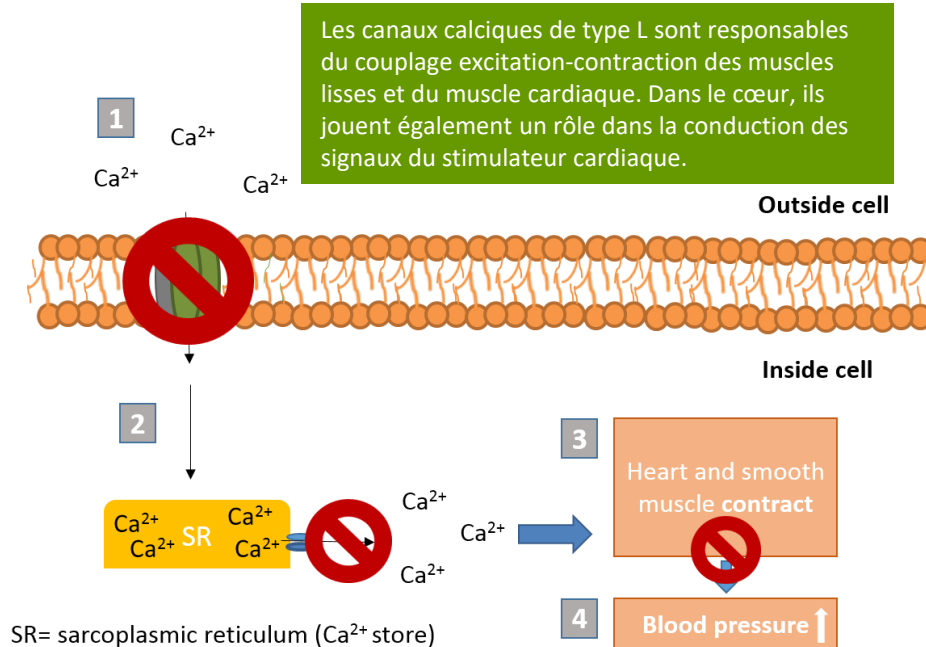 Les canaux calciques de type L sont responsables
du couplage excitation-contraction des muscles
lisses et du muscle cardiaque. Dans le cœur, ils
jouent également un rôle dans la conduction des
signaux du stimulateur cardiaque.
1
Ca²⁺
Ca²⁺
Ca²⁺
Outside cell
Inside cell
2
3
Heart and smooth
muscle contract
Ca²⁺
Ca²⁺
SR
Ca²⁺
Ca²⁺
Ca²⁺
Ca²⁺
Ca²⁺
4
Blood pressure
SR= sarcoplasmic reticulum (Ca²⁺ store)